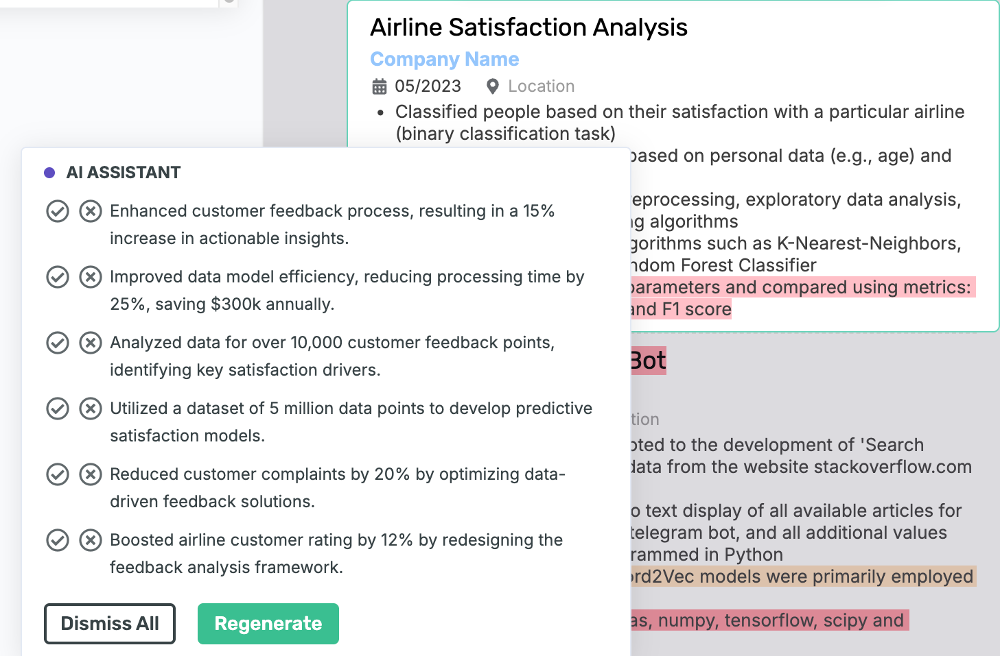 Airline Satisfaction Analysis
Company Name
05/2023 Location
• Classified people based on their satisfaction with a particular airline
(binary classification task)
based on personal data (e.g., age) and
eprocessing, exploratory data analysis,
g algorithms
gorithms such as K-Nearest-Neighbors,
ndom Forest Classifier
parameters and compared using metrics:
and F1 score
Bot
tion
oted to the development of 'Search
data from the website stackoverflow.com
o text display of all available articles for
telegram bot, and all additional values
rammed in Python
ord2Vec models were primarily employed
as, numpy, tensorflow, scipy and
AI ASSISTANT
Enhanced customer feedback process, resulting in a 15%
increase in actionable insights.
Improved data model efficiency, reducing processing time by
25%, saving $300k annually.
Analyzed data for over 10,000 customer feedback points,
identifying key satisfaction drivers.
Utilized a dataset of 5 million data points to develop predictive
satisfaction models.
Reduced customer complaints by 20% by optimizing data-
driven feedback solutions.
Boosted airline customer rating by 12% by redesigning the
feedback analysis framework.
Dismiss All Regenerate